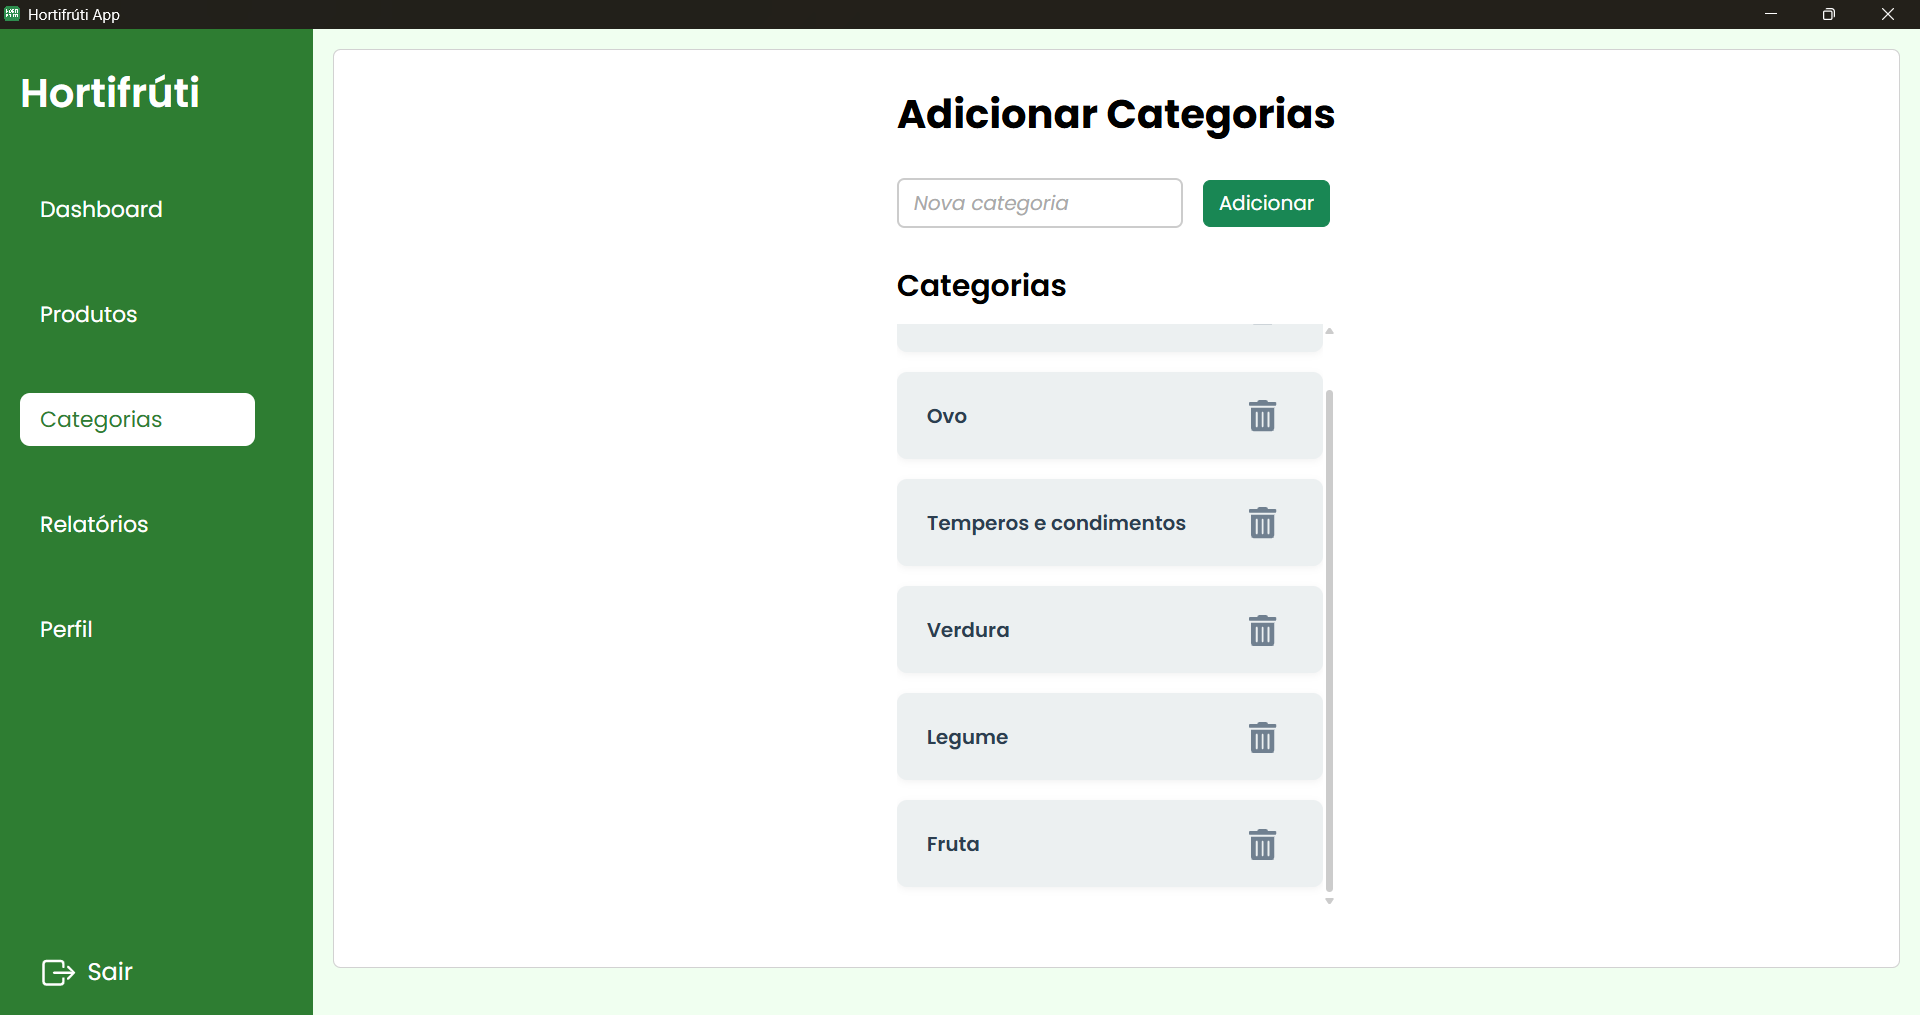 Hortifrúti App
Hortifrúti
Dashboard
Produtos
Categorias
Relatórios
Perfil
Sair
Adicionar Categorias
Nova categoria
Adicionar
Categorias
Ovo
Temperos e condimentos
Verdura
Legume
Fruta